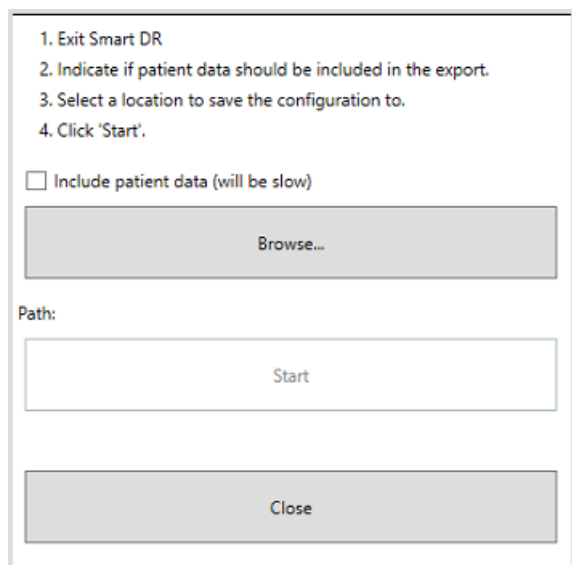 1. Exit Smart DR
2. Indicate if patient data should be included in the export.
3. Select a location to save the configuration to.
4. Click 'Start'.
Include patient data (will be slow)
Browse...
Path:
Start
Close